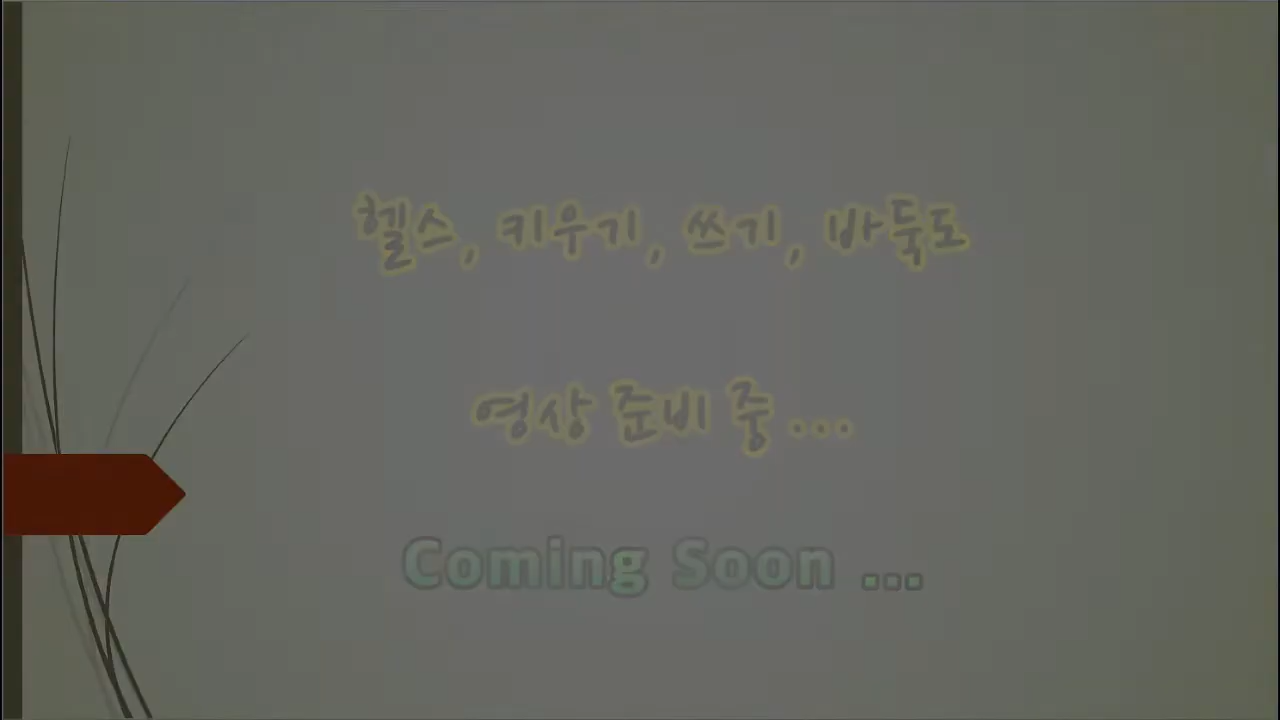 헬스, 키우기, 쓰기, 바둑도
영상 준비 중 ...
Coming Soon ...